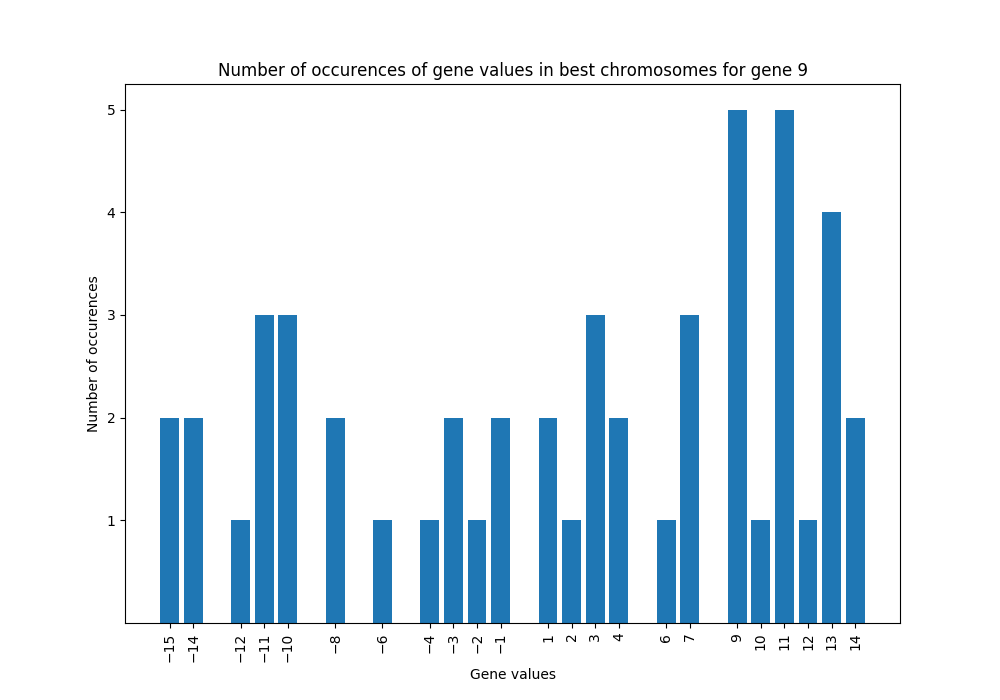 Number of occurences of gene values in best chromosomes for gene 9
Number of occurences
5
4
3
2
1
−15 −14 −12 −11 −10 −8 −6 −4 −3 −2 −1 1 2 3 4 6 7 9 10 11 12 13 14
Gene values